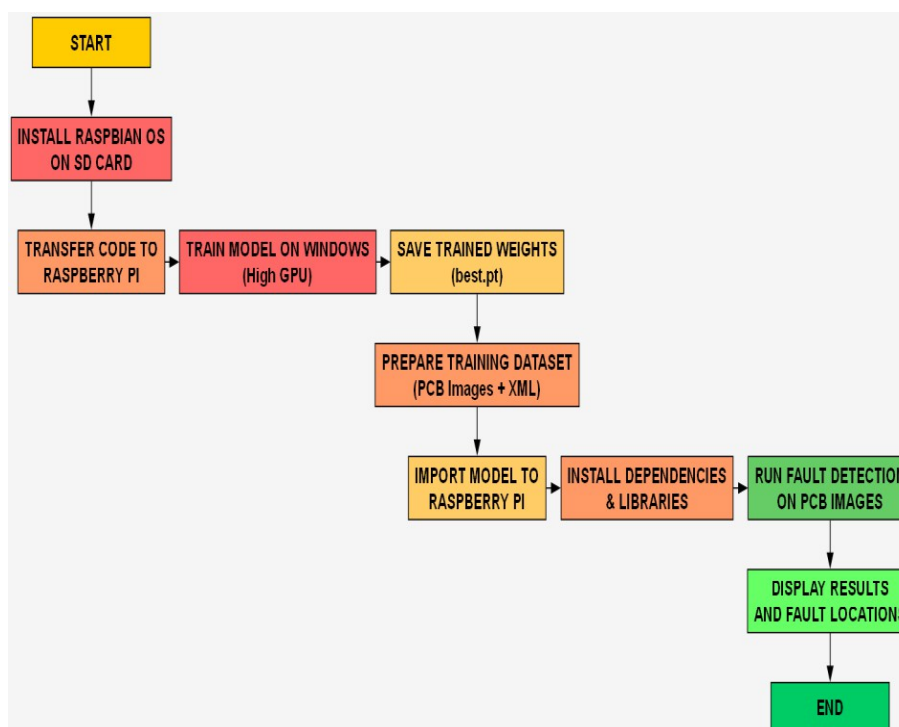 START
INSTALL RASPBIAN OS
ON SD CARD
TRANSFER CODE TO
RASPBERRY PI
TRAIN MODEL ON WINDOWS
(High GPU)
SAVE TRAINED WEIGHTS
(best.pt)
PREPARE TRAINING DATASET
(PCB Images + XML)
IMPORT MODEL TO
RASPBERRY PI
INSTALL DEPENDENCIES
& LIBRARIES
RUN FAULT DETECTION
ON PCB IMAGES
DISPLAY RESULTS
AND FAULT LOCATIONS
END